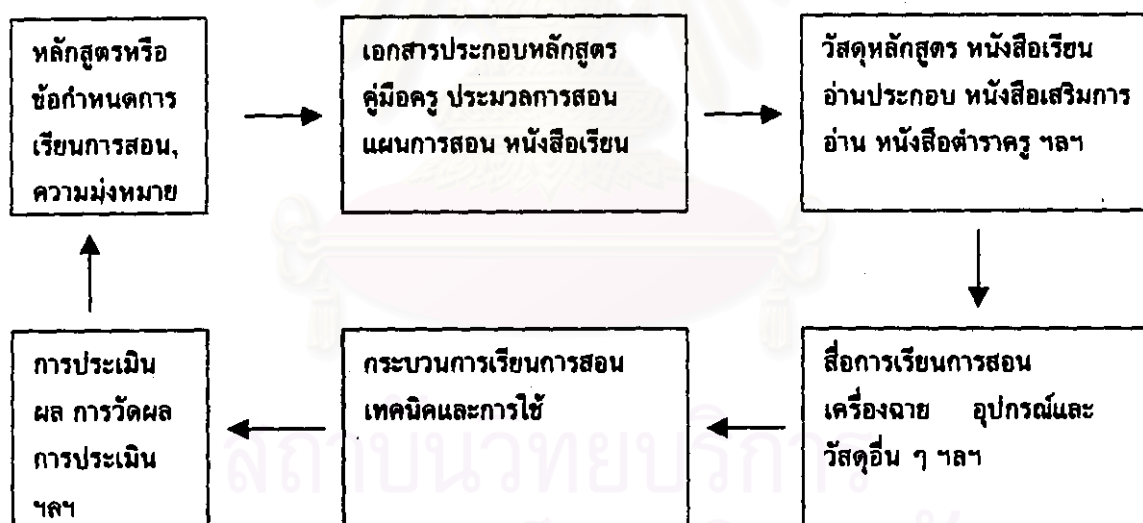 หลักสูตรหรือ
ข้อกำหนดการ
เรียนการสอน,
ความมุ่งหมาย
เอกสารประกอบหลักสูตร
คู่มือครู ประมวลการสอน
แผนการสอน หนังสือเรียน
วัสดุหลักสูตร หนังสือเรียน
อ่านประกอบ หนังสือเสริมการ
อ่าน หนังสือตำราครู ฯลฯ
สื่อการเรียนการสอน
เครื่องฉาย อุปกรณ์และ
วัสดุอื่น ๆ ฯลฯ
กระบวนการเรียนการสอน
เทคนิคและการใช้
การประเมิน
ผล การวัดผล
การประเมิน
ฯลฯ
สถาบันวิทยบริการ